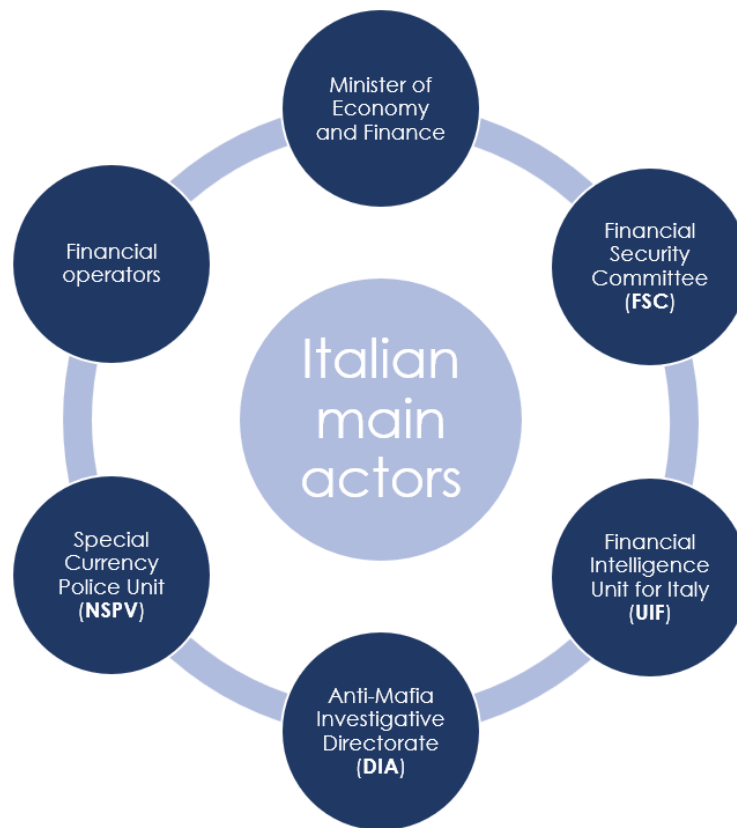 Minister of
Economy
and Finance
Financial
Security
Committee
(FSC)
Financial
Intelligence
Unit for Italy
(UIF)
Anti-Mafia
Investigative
Directorate
(DIA)
Special
Currency
Police Unit
(NSPV)
Financial
operators
Italian
main
actors